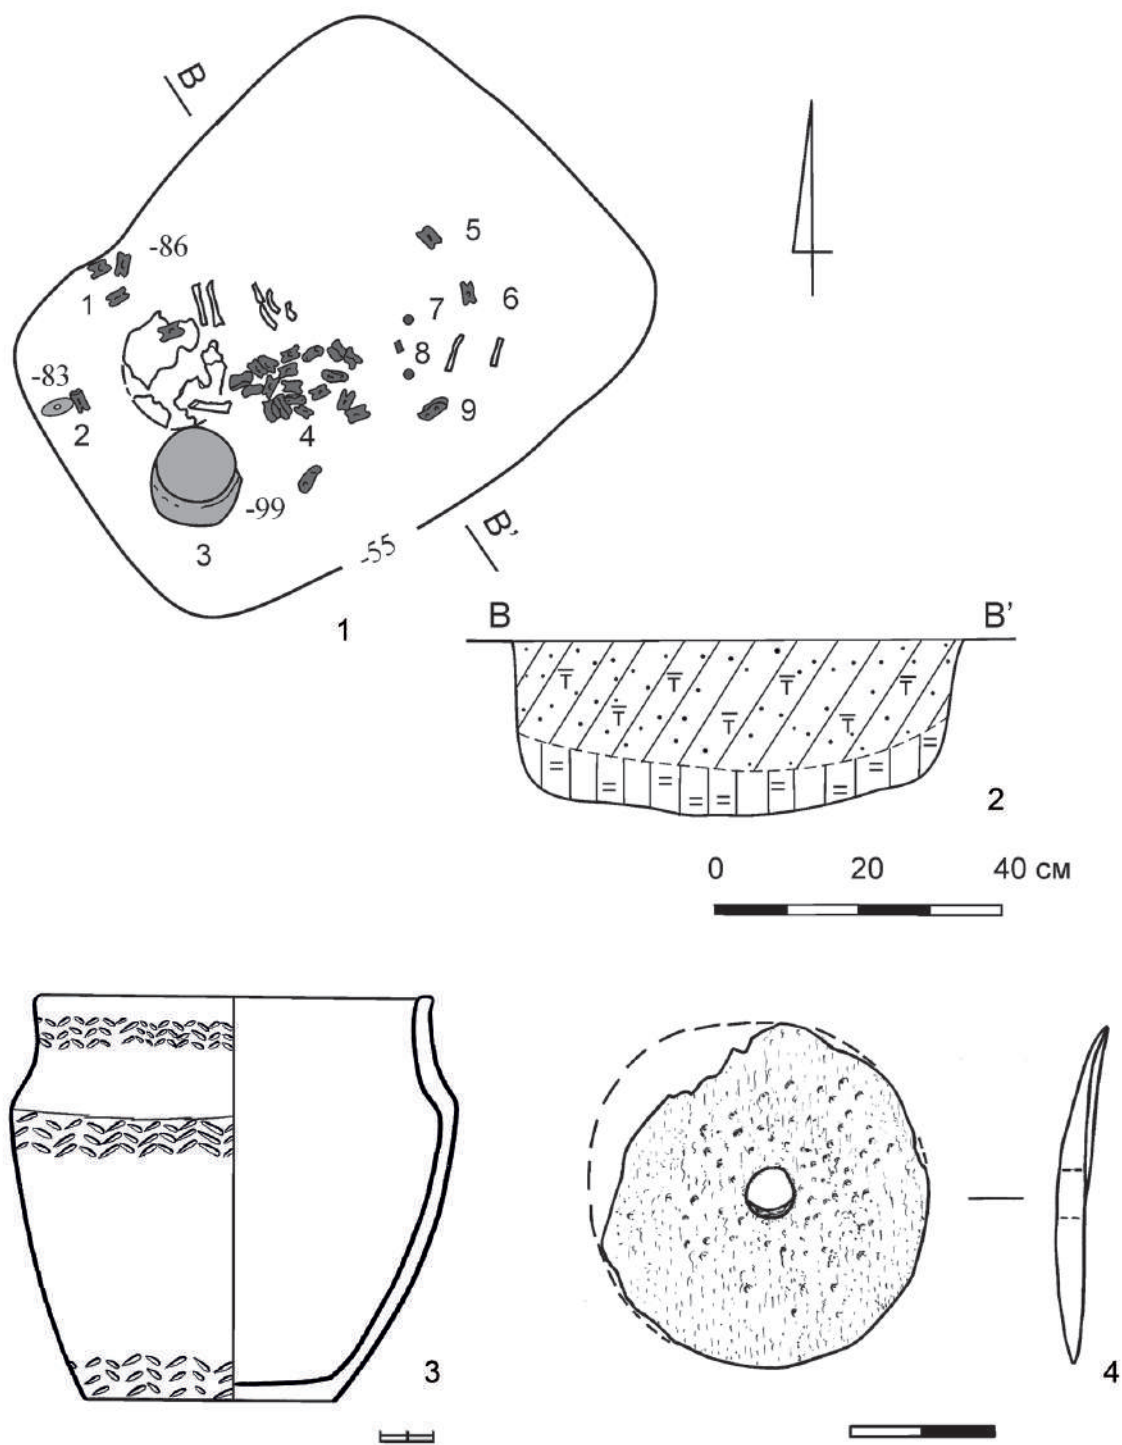 B
-86
5
1
7
6
-83
8
2
4
9
-99
3
-55
B'
1
B B'
T T T T
T T T
= = = = = = = =
2
0 20 40 см
3
4